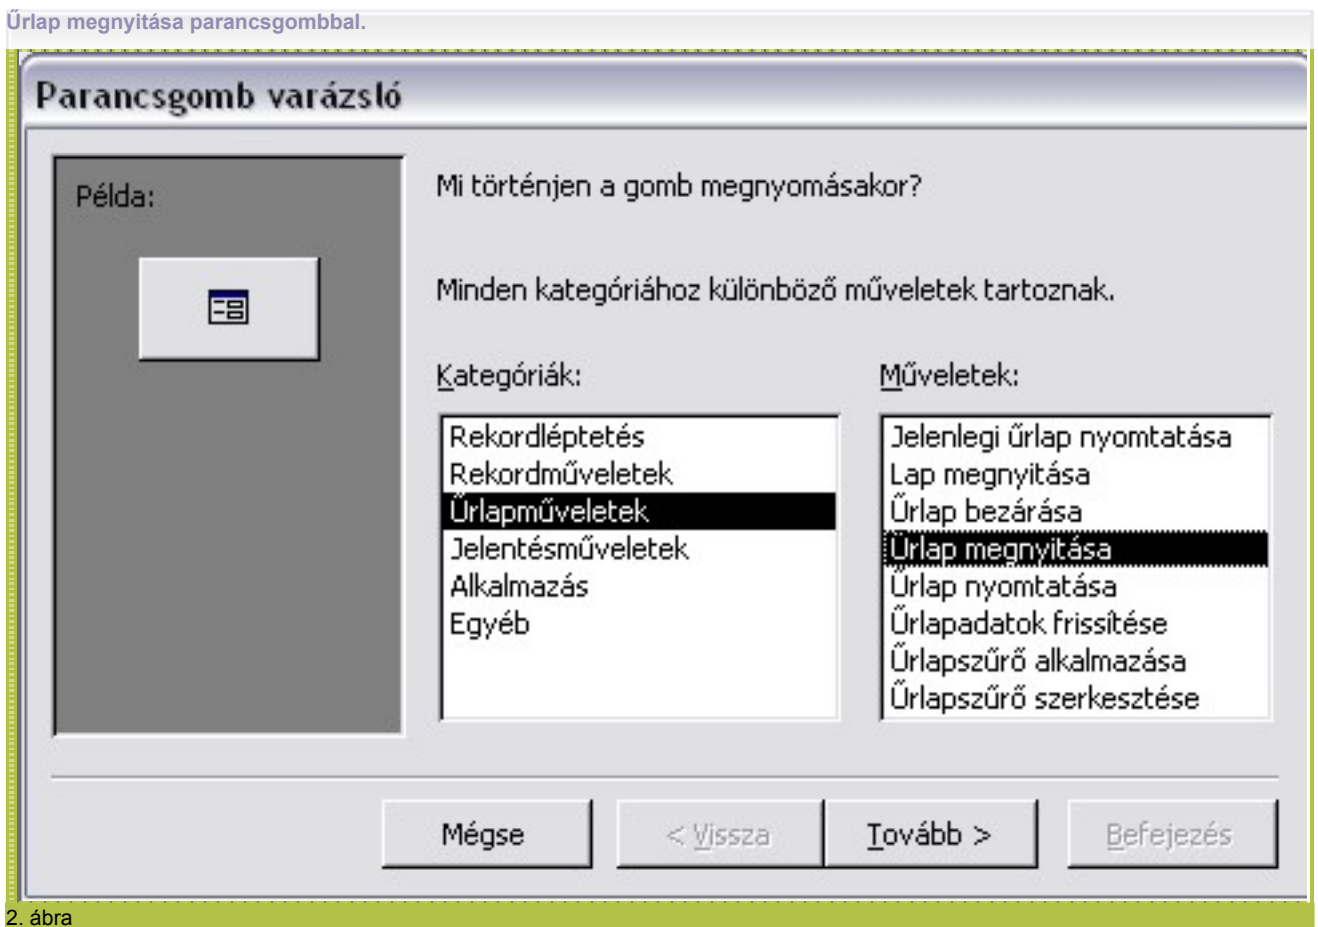 Űrlap megnyitása parancsgombbal.
Parancsgomb varázsló
Példa:
Mi történjen a gomb megnyomásakor?
Minden kategóriához különböző műveletek tartoznak.
Kategóriák:
Rekordléptetés
Rekordműveletek
Űrlapműveletek
Jelentésműveletek
Alkalmazás
Egyéb
Műveletek:
Jelenlegi űrlap nyomtatása
Lap megnyitása
Űrlap bezárása
Űrlap megnyitása
Űrlap nyomtatása
Űrlapadatok frissítése
Űrlapszűrő alkalmazása
Űrlapszűrő szerkesztése
Mégse
< Vissza
Tovább >
Befejezés
2. ábra